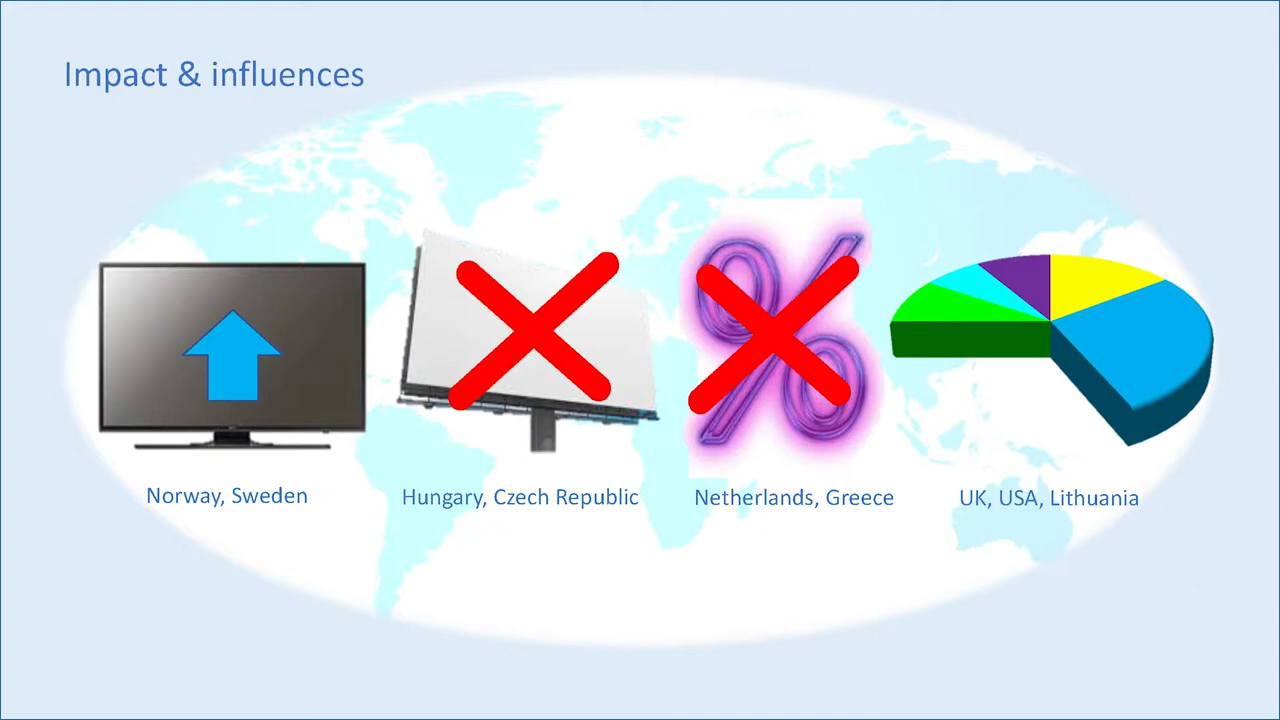 Impact & influences
%
Norway, Sweden
Hungary, Czech Republic
Netherlands, Greece
UK, USA, Lithuania